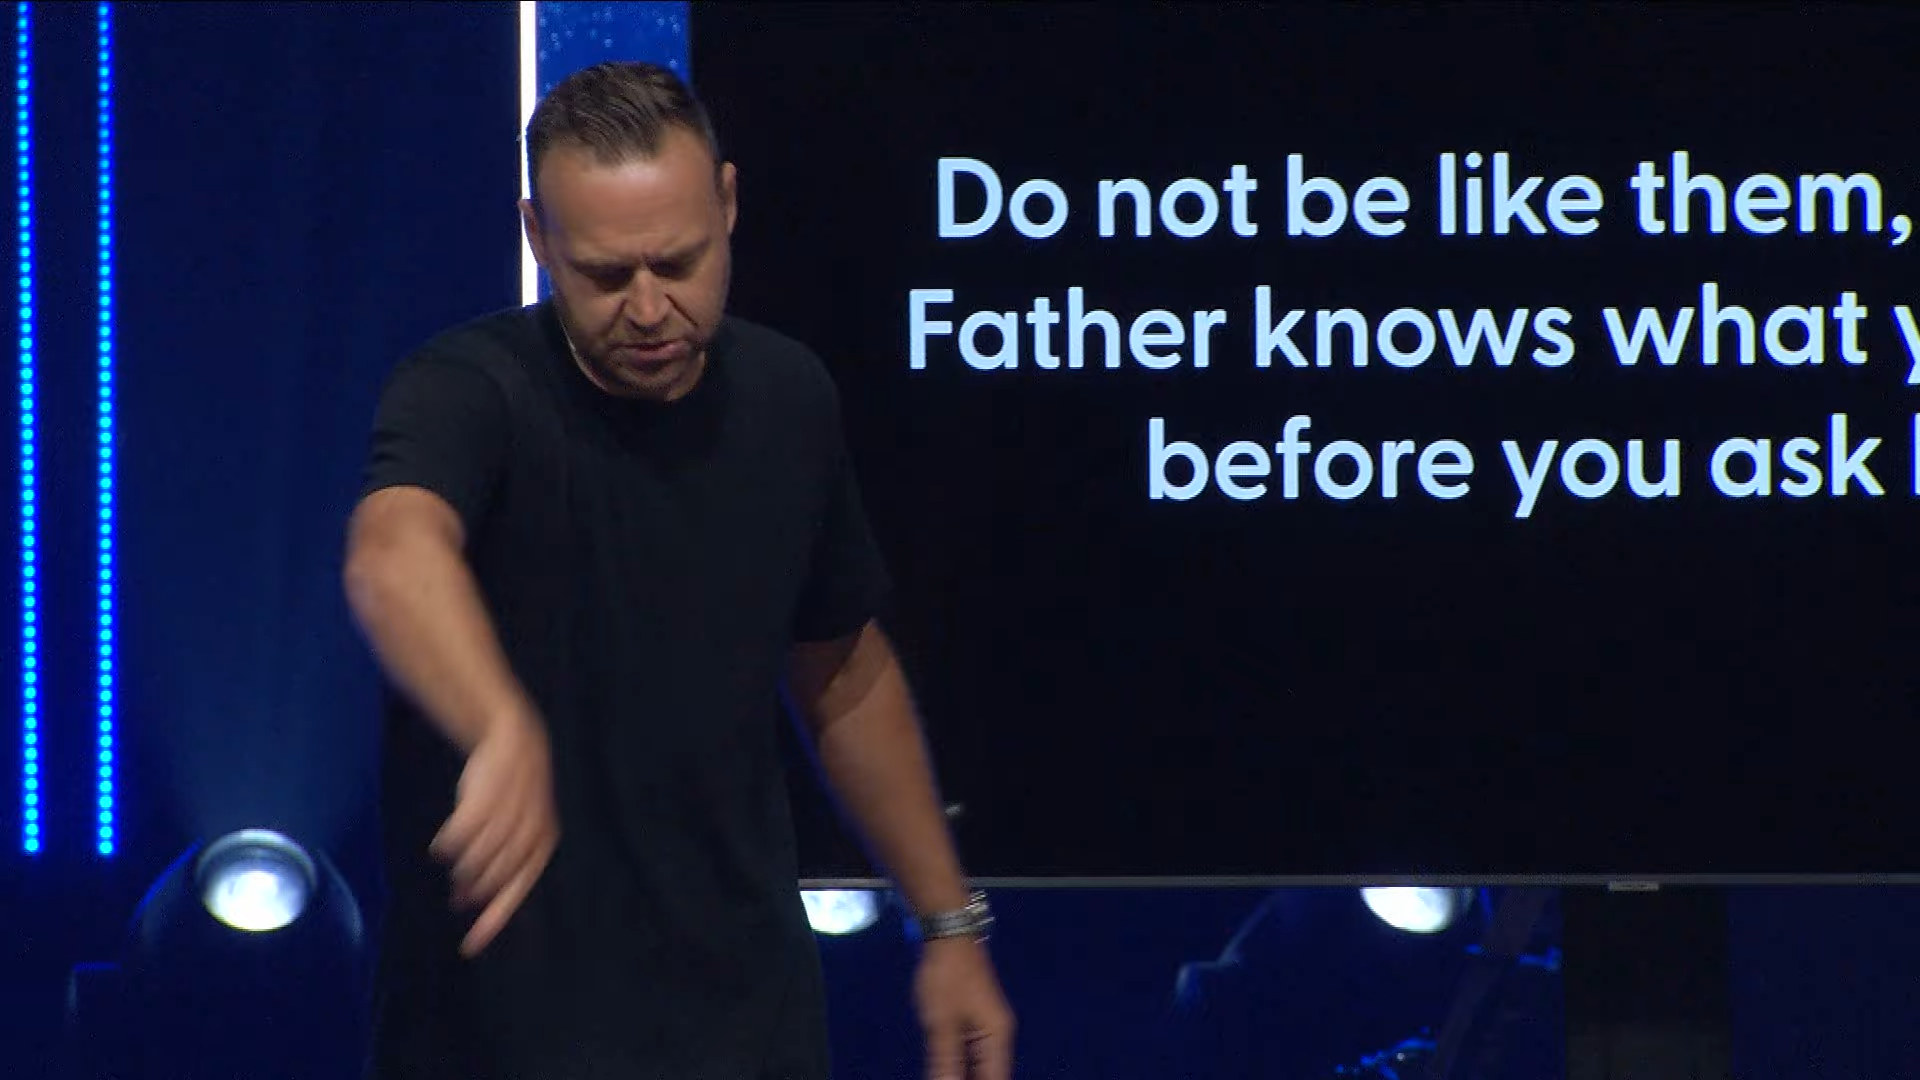 Do not be like them,
Father knows what
before you ask